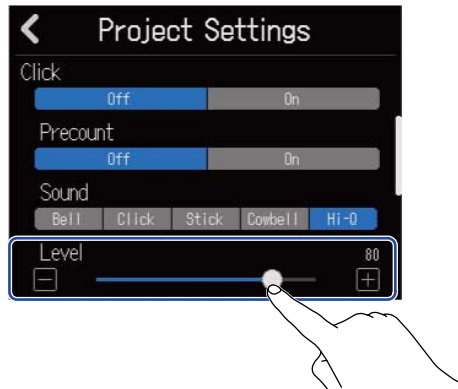 Project Settings
Click
Off On
Precount
Off On
Sound
Bell Click Stick Cowbell Hi-Q
Level 80